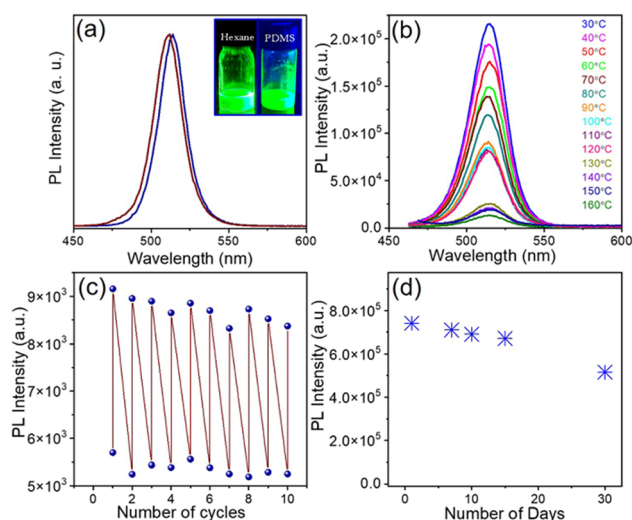 (a)
Hexane PDMS
PL Intensity (a. u.)
450 500 550 600
Wavelength (nm)
(b)
PL Intensity (a.u.)
2.0×10⁵
1.5×10⁵
1.0×10⁵
5.0×10⁴
0.0
450 500 550 600
Wavelength (nm)
30°C
40°C
50°C
60°C
70°C
80°C
90°C
100°C
110°C
120°C
130°C
140°C
150°C
160°C
(c)
PL Intensity (a.u.)
9×10³
8×10³
7×10³
6×10³
5×10³
0 2 4 6 8 10
Number of cycles
(d)
PL Intensity (a.u.)
8.0×10⁵
6.0×10⁵
4.0×10⁵
2.0×10⁵
0.0
0 10 20 30
Number of Days